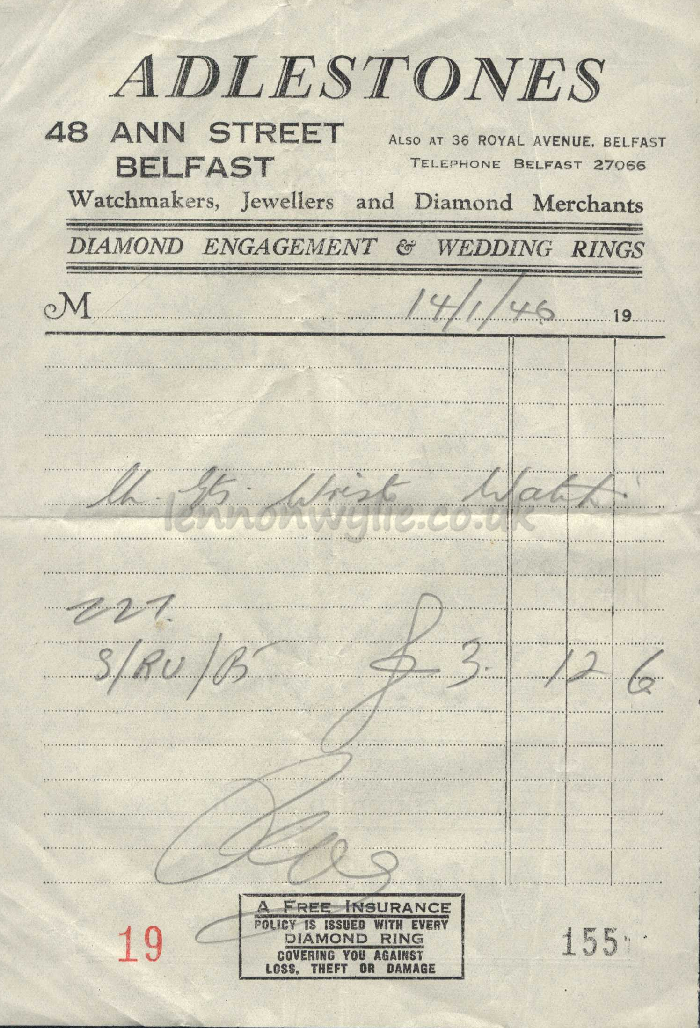 ADLESTONES
48 ANN STREET
BELFAST
ALSO AT 36 ROYAL AVENUE, BELFAST
TELEPHONE BELFAST 27066
Watchmakers, Jewellers and Diamond Merchants
DIAMOND ENGAGEMENT & WEDDING RINGS
M 14/1/46 19
Gts. Wrist Watch.
lennonwylie.co.uk
227.
S/RU/B £ 3. 12 6
A FREE INSURANCE
POLICY IS ISSUED WITH EVERY
DIAMOND RING
COVERING YOU AGAINST
LOSS, THEFT OR DAMAGE
19
155